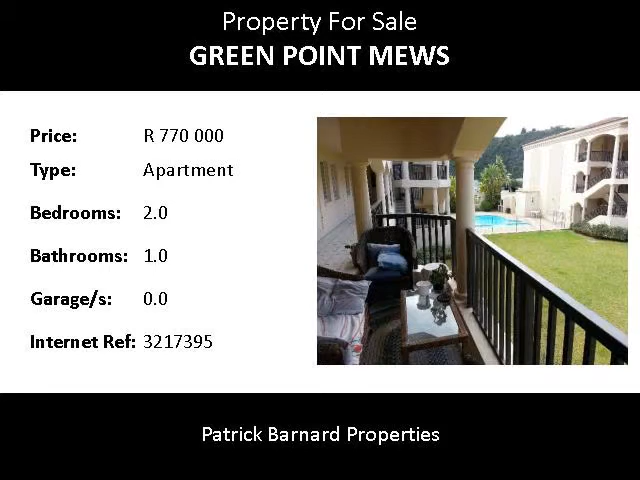 Property For Sale
GREEN POINT MEWS
Price: R 770 000
Type: Apartment
Bedrooms: 2.0
Bathrooms: 1.0
Garage/s: 0.0
Internet Ref: 3217395
Patrick Barnard Properties